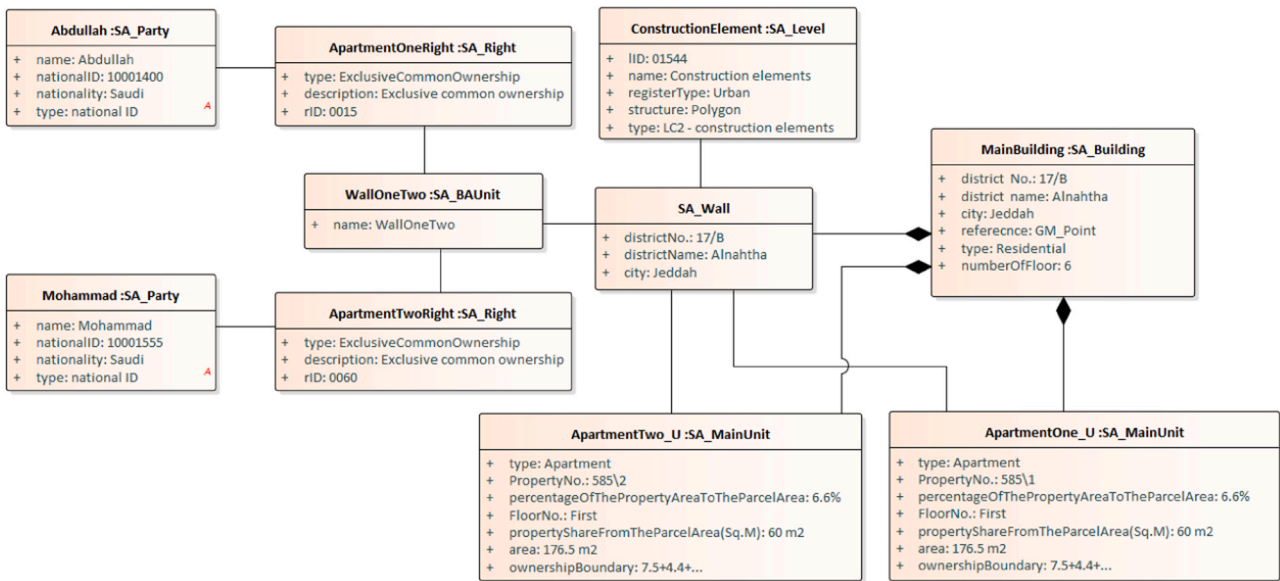 Abdullah :SA_Party
+ name: Abdullah
+ nationalID: 10001400
+ nationality: Saudi
+ type: national ID
A
ApartmentOneRight :SA_Right
+ type: ExclusiveCommonOwnership
+ description: Exclusive common ownership
+ rID: 0015
ConstructionElement :SA_Level
+ lID: 01544
+ name: Construction elements
+ registerType: Urban
+ structure: Polygon
+ type: LC2 - construction elements
MainBuilding :SA_Building
+ district No.: 17/B
+ district name: Alnahtha
+ city: Jeddah
+ referecnce: GM_Point
+ type: Residential
+ numberOfFloor: 6
WallOneTwo :SA_BAUnit
+ name: WallOneTwo
SA_Wall
+ districtNo.: 17/B
+ districtName: Alnahtha
+ city: Jeddah
Mohammad :SA_Party
+ name: Mohammad
+ nationalID: 10001555
+ nationality: Saudi
+ type: national ID
A
ApartmentTwoRight :SA_Right
+ type: ExclusiveCommonOwnership
+ description: Exclusive common ownership
+ rID: 0060
ApartmentTwo_U :SA_MainUnit
+ type: Apartment
+ PropertyNo.: 585\2
+ percentageOfThePropertyAreaToTheParcelArea: 6.6%
+ FloorNo.: First
+ propertyShareFromTheParcelArea(Sq.M): 60 m2
+ area: 176.5 m2
+ ownershipBoundary: 7.5+4.4+...
ApartmentOne_U :SA_MainUnit
+ type: Apartment
+ PropertyNo.: 585\1
+ percentageOfThePropertyAreaToTheParcelArea: 6.6%
+ FloorNo.: First
+ propertyShareFromTheParcelArea(Sq.M): 60 m2
+ area: 176.5 m2
+ ownershipBoundary: 7.5+4.4+...